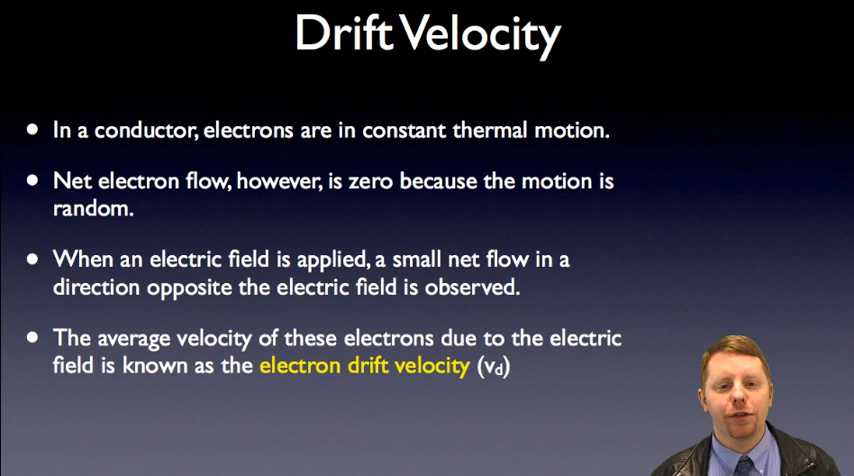 Drift Velocity
• In a conductor, electrons are in constant thermal motion.
• Net electron flow, however, is zero because the motion is
random.
• When an electric field is applied, a small net flow in a
direction opposite the electric field is observed.
• The average velocity of these electrons due to the electric
field is known as the electron drift velocity (vd)